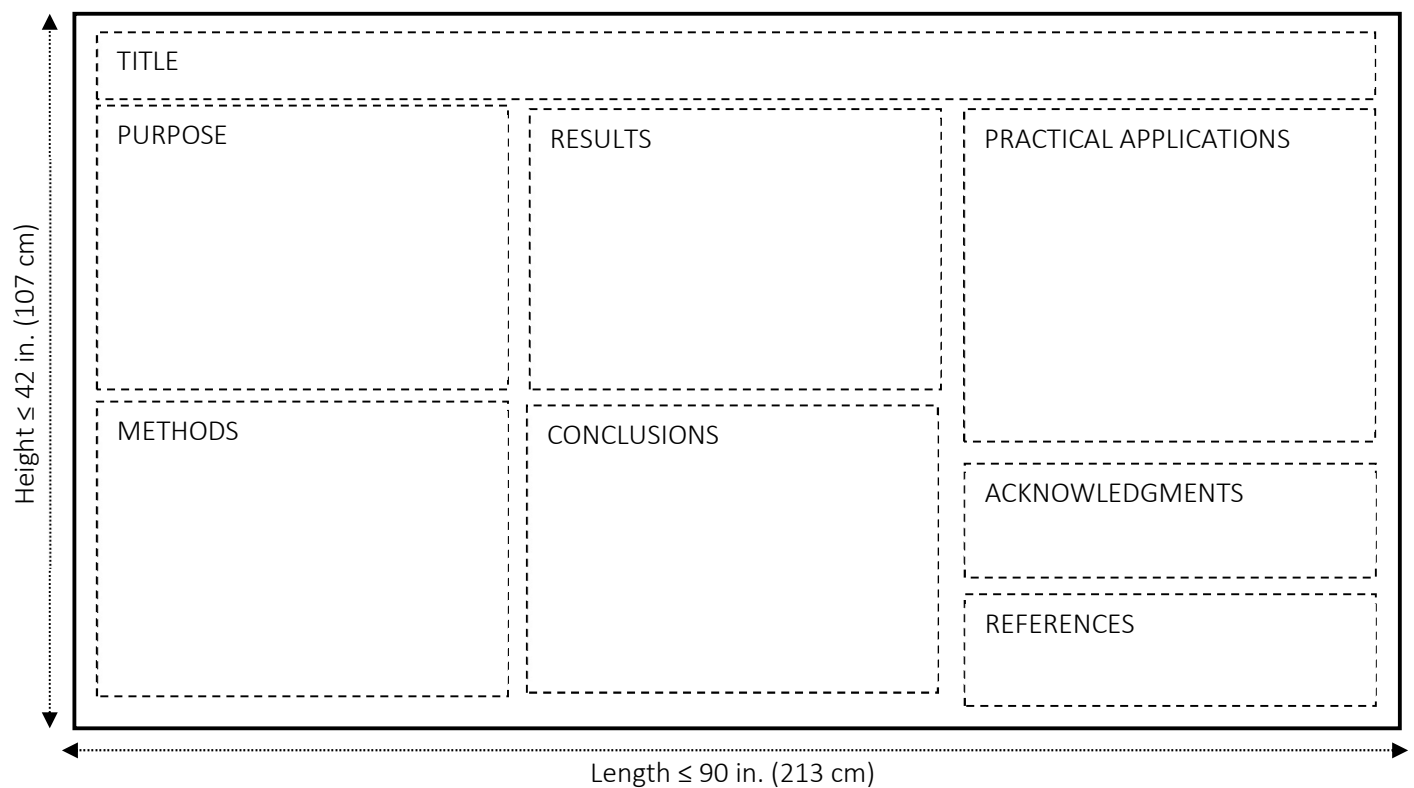 TITLE
PURPOSE
METHODS
RESULTS
CONCLUSIONS
PRACTICAL APPLICATIONS
ACKNOWLEDGMENTS
REFERENCES
Height ≤ 42 in. (107 cm)
Length ≤ 90 in. (213 cm)